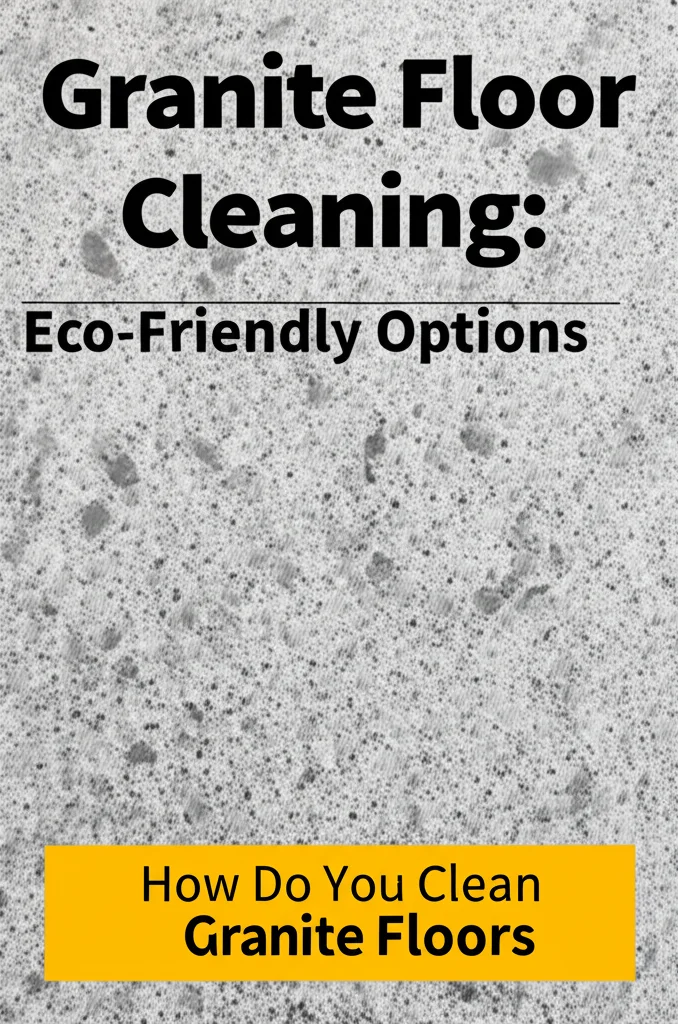 Granite Floor
Cleaning:
Eco-Friendly Options
How Do You Clean
Granite Floors